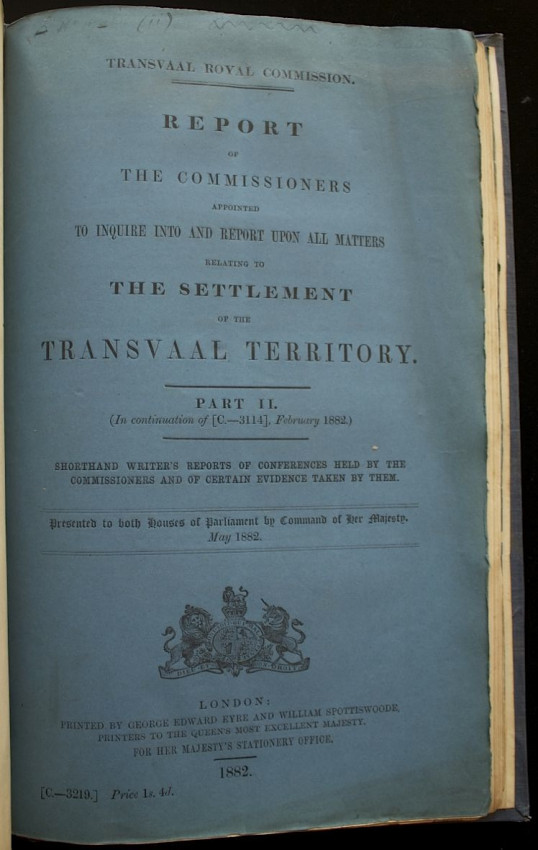 TRANSVAAL ROYAL COMMISSION.
REPORT
OF
THE COMMISSIONERS
APPOINTED
TO INQUIRE INTO AND REPORT UPON ALL MATTERS
RELATING TO
THE SETTLEMENT
OF THE
TRANSVAAL TERRITORY.
PART II.
(In continuation of [C.—3114], February 1882.)
SHORTHAND WRITER'S REPORTS OF CONFERENCES HELD BY THE
COMMISSIONERS AND OF CERTAIN EVIDENCE TAKEN BY THEM.
Presented to both Houses of Parliament by Command of Her Majesty.
May 1882.
LONDON:
PRINTED BY GEORGE EDWARD EYRE AND WILLIAM SPOTTISWOODE,
PRINTERS TO THE QUEEN'S MOST EXCELLENT MAJESTY.
FOR HER MAJESTY'S STATIONERY OFFICE.
1882.
[C.—3219.] Price 1s. 4d.